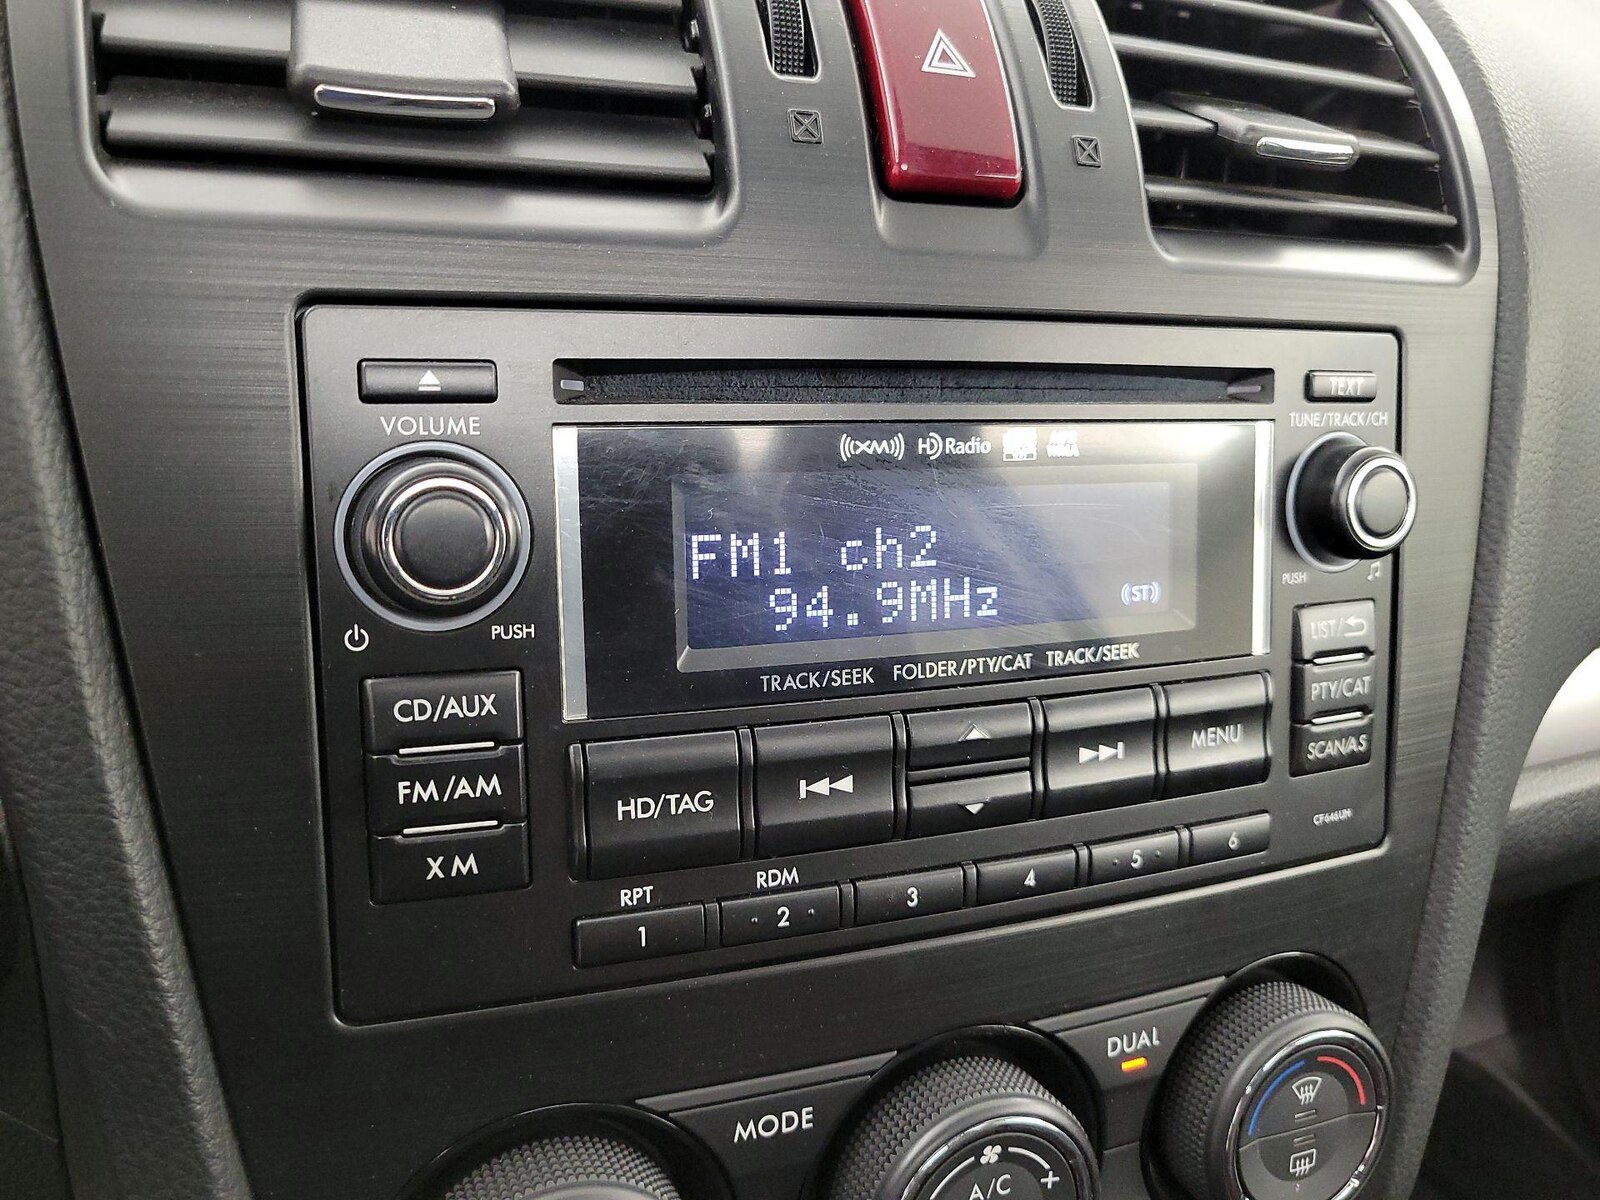 TEXT
VOLUME
TUNE/TRACK/CH
((XM)) HD Radio
FM1 ch2
94.9MHz (ST)
PUSH
PUSH
TRACK/SEEK FOLDER/PTY/CAT TRACK/SEEK
LIST/
PTY/CAT
SCAN/AS
CD/AUX
FM/AM
XM
HD/TAG
MENU
CF646UH
RPT
RDM
1 2 3 4 5 6
MODE
DUAL
A/C +